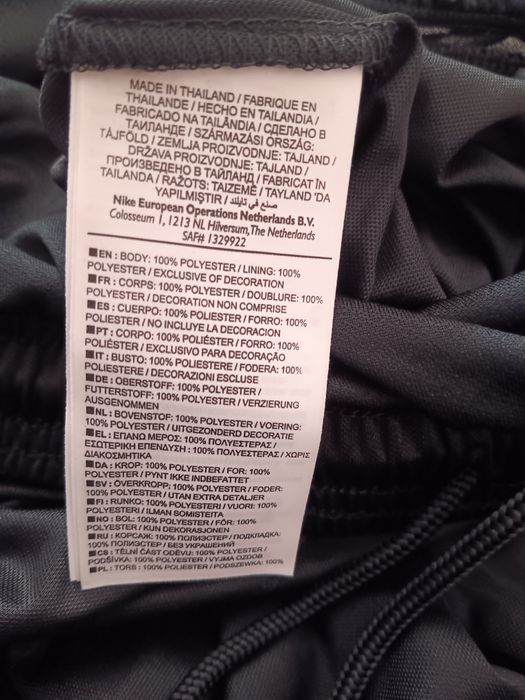 MADE IN THAILAND / FABRIQUE EN
THAILANDE / HECHO EN TAILANDIA /
FABRICADO NA TAILÂNDIA / СДЕЛАНО В
ТАИЛАНДЕ / SZÁRMAZÁSI ORSZÁG:
TÁJFÖLD / ZEMLJA PROIZVODNJE: TAJLAND /
DRŽAVA PROIZVODNJE: TAJLAND /
ПРОИЗВЕДЕНО В ТАЙЛАНД / FABRICAT ÎN
TAILANDA / RAŽOTS: TAIZEMĒ / TAYLAND 'DA
YAPILMIŞTIR / صنع في تايلاند
Nike European Operations Netherlands B.V.
Colosseum 1, 1213 NL Hilversum, The Netherlands
SAF# 1329922
■EN : BODY: 100% POLYESTER / LINING: 100%
POLYESTER / EXCLUSIVE OF DECORATION
■FR : CORPS: 100% POLYESTER / DOUBLURE: 100%
POLYESTER / DECORATION NON COMPRISE
■ES : CUERPO: 100% POLIESTER / FORRO: 100%
POLIESTER / NO INCLUYE LA DECORACION
■PT : CORPO: 100% POLIÉSTER / FORRO: 100%
POLIÉSTER / EXCLUSIVO PARA DECORAÇÃO
■IT : BUSTO: 100% POLIESTERE / FODERA: 100%
POLIESTERE / DECORAZIONI ESCLUSE
■DE : OBERSTOFF: 100% POLYESTER /
FUTTERSTOFF: 100% POLYESTER / VERZIERUNG
AUSGENOMMEN
■NL : BOVENSTOF: 100% POLYESTER / VOERING:
100% POLYESTER / UITGEZONDERD DECORATIE
■EL : ΕΠΑΝΩ ΜΕΡΟΣ: 100% ΠΟΛΥΕΣΤΕΡΑΣ /
ΕΣΩΤΕΡΙΚΗ ΕΠΕΝΔΥΣΗ : 100% ΠΟΛΥΕΣΤΕΡΑΣ / ΧΩΡΙΣ
ΔΙΑΚΟΣΜΗΤΙΚΑ
■DA : KROP: 100% POLYESTER / FOR: 100%
POLYESTER / PYNT IKKE INDBEFATTET
■SV : ÖVERKROPP: 100% POLYESTER / FODER:
100% POLYESTER / UTAN EXTRA DETALJER
■FI : RUNKO: 100% POLYESTERI / VUORI: 100%
POLYESTERI / ILMAN SOMISTEITA
■NO : BOL: 100% POLYESTER / FÔR: 100%
POLYESTER / KUN DEKORASJONEN
■RU : КОРСАЖ: 100% ПОЛИЭСТЕР / ПОДКЛАДКА:
100% ПОЛИЭСТЕР / БЕЗ УКРАШЕНИЙ
■CS : TĚLNÍ ČÁST ODĚVU: 100% POLYESTER /
PODŠÍVKA: 100% POLYESTER / VYJMA OZDOB
■PL : TORS : 100% POLIESTER / PODSZEWKA: 100%